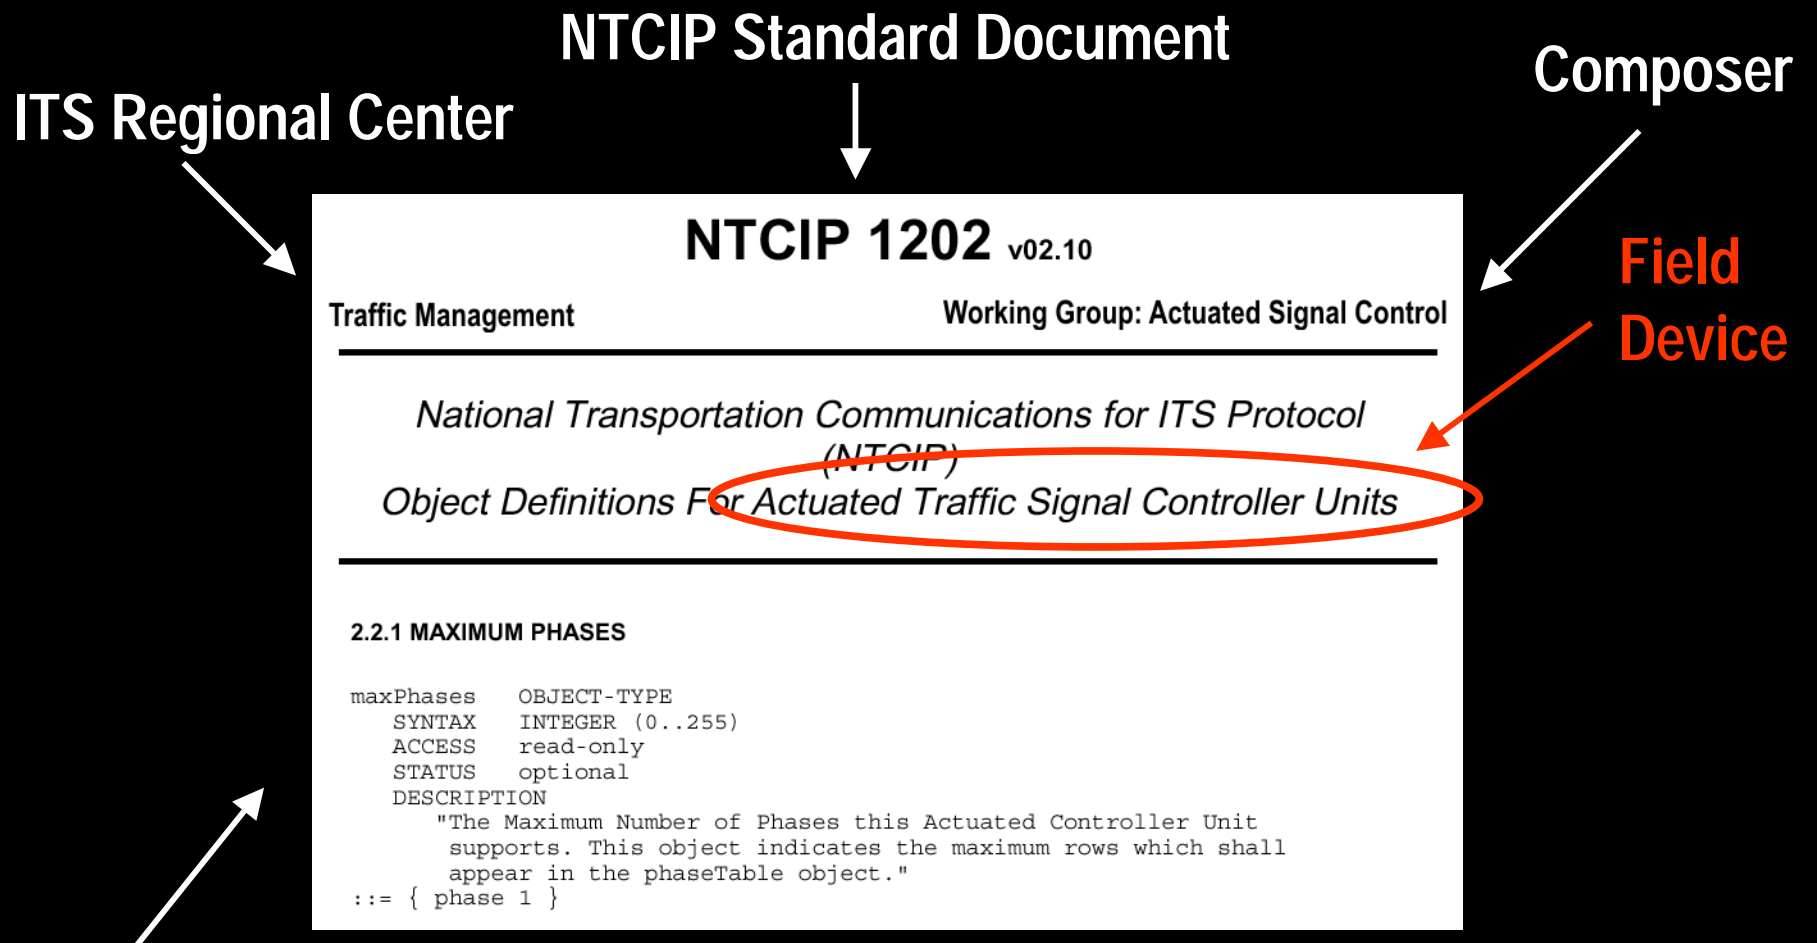 NTCIP Standard Document
Composer
ITS Regional Center
NTCIP 1202 v02.10
Field
Device
Traffic Management
Working Group: Actuated Signal Control
National Transportation Communications for ITS Protocol
(NTCIP)
Object Definitions For Actuated Traffic Signal Controller Units
2.2.1 MAXIMUM PHASES
maxPhases OBJECT-TYPE
SYNTAX INTEGER (0..255)
ACCESS read-only
STATUS optional
DESCRIPTION
"The Maximum Number of Phases this Actuated Controller Unit
supports. This object indicates the maximum rows which shall
appear in the phaseTable object."
::= { phase 1 }